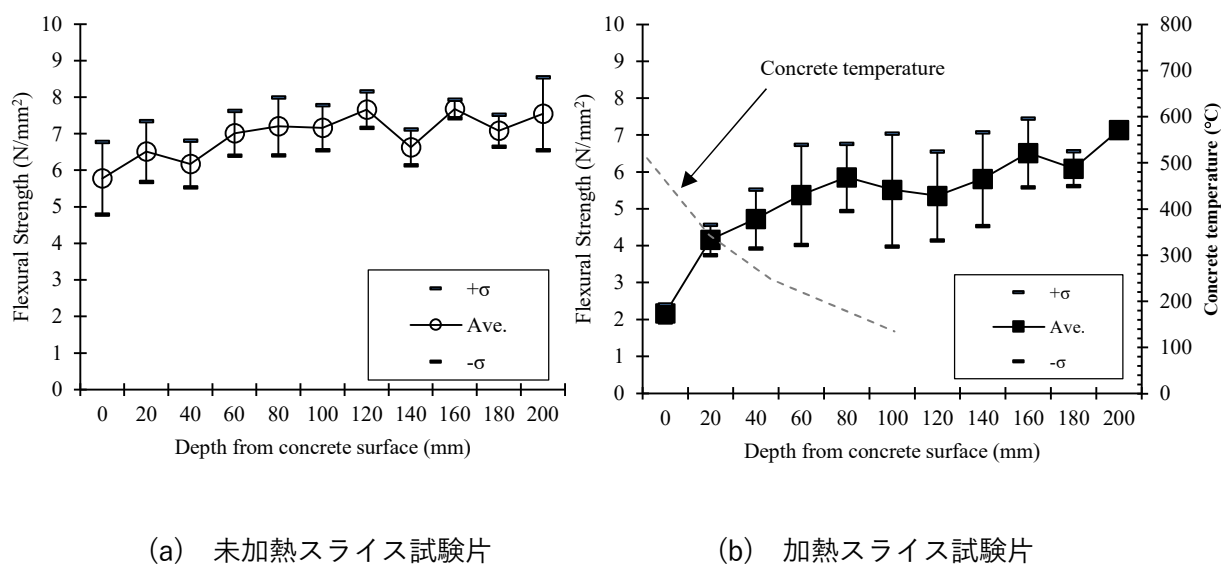 10
9
8
7
6
5
4
3
2
1
0
Flexural Strength (N/mm²)
0 20 40 60 80 100 120 140 160 180 200
Depth from concrete surface (mm)
+σ
Ave.
-σ
(a) 未加熱スライス試験片
10
9
8
7
6
5
4
3
2
1
0
Flexural Strength (N/mm²)
Concrete temperature
800
700
600
500
400
300
200
100
0
Concrete temperature (°C)
0 20 40 60 80 100 120 140 160 180 200
Depth from concrete surface (mm)
+σ
Ave.
-σ
(b) 加熱スライス試験片